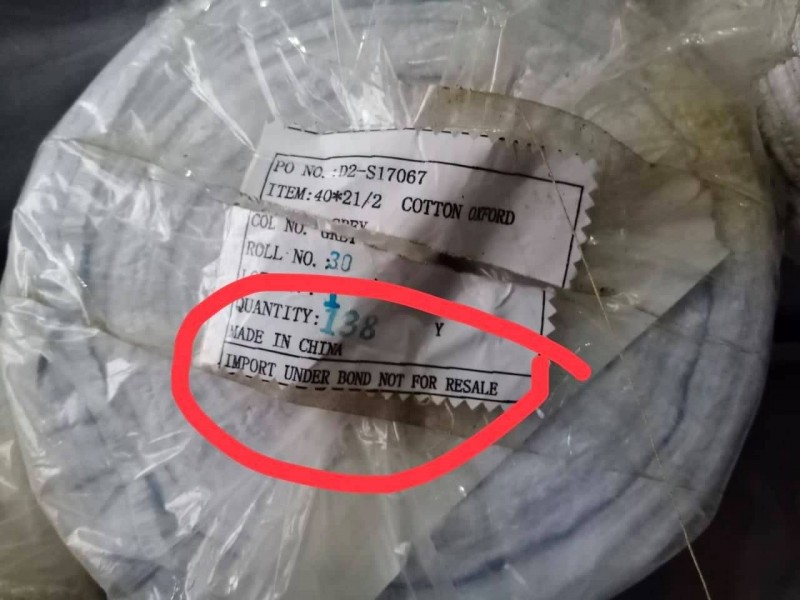 PO NO.:D2-S17067
ITEM:40*21/2 COTTON OXFORD
COL NO. GREY
ROLL NO.:30
QUANTITY:138 Y
MADE IN CHINA
IMPORT UNDER BOND NOT FOR RESALE